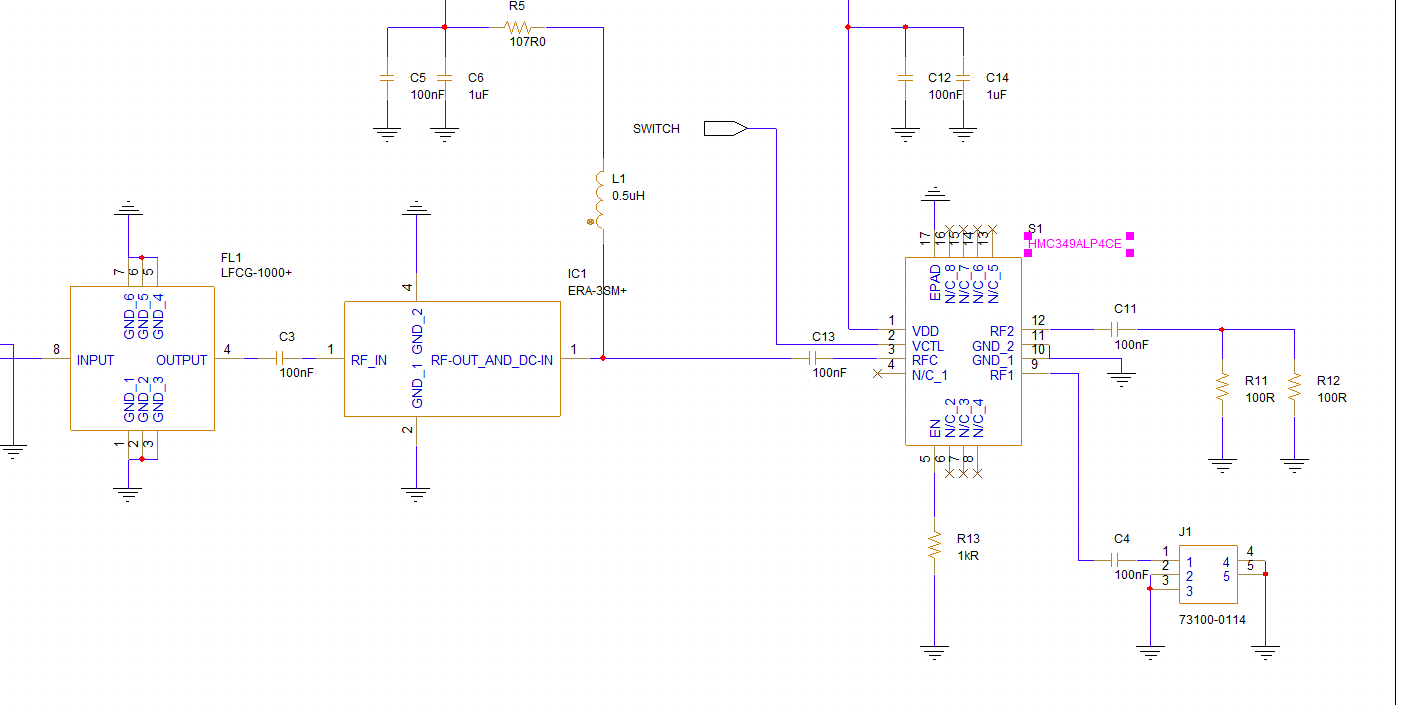 R5
107R0
C5
100nF
C6
1uF
C12
100nF
C14
1uF
SWITCH
L1
0.5uH
S1
HMC349ALP4CE
17
16
15
14
13
EPAD
N/C_8
N/C_7
N/C_6
N/C_5
FL1
LFCG-1000+
7
6
5
GND_6
GND_5
GND_4
8
INPUT
OUTPUT
4
GND_1
GND_2
GND_3
1
2
3
C3
100nF
IC1
ERA-3SM+
4
GND_2
1
RF_IN
RF-OUT_AND_DC-IN
1
GND_1
2
C13
100nF
1
VDD
2
VCTL
3
RFC
4
N/C_1
12
RF2
11
GND_2
10
GND_1
9
RF1
EN
N/C_2
N/C_3
N/C_4
5
6
7
8
C11
100nF
R11
100R
R12
100R
R13
1kR
C4
100nF
J1
1
2
3
1
2
3
4
5
4
5
73100-0114